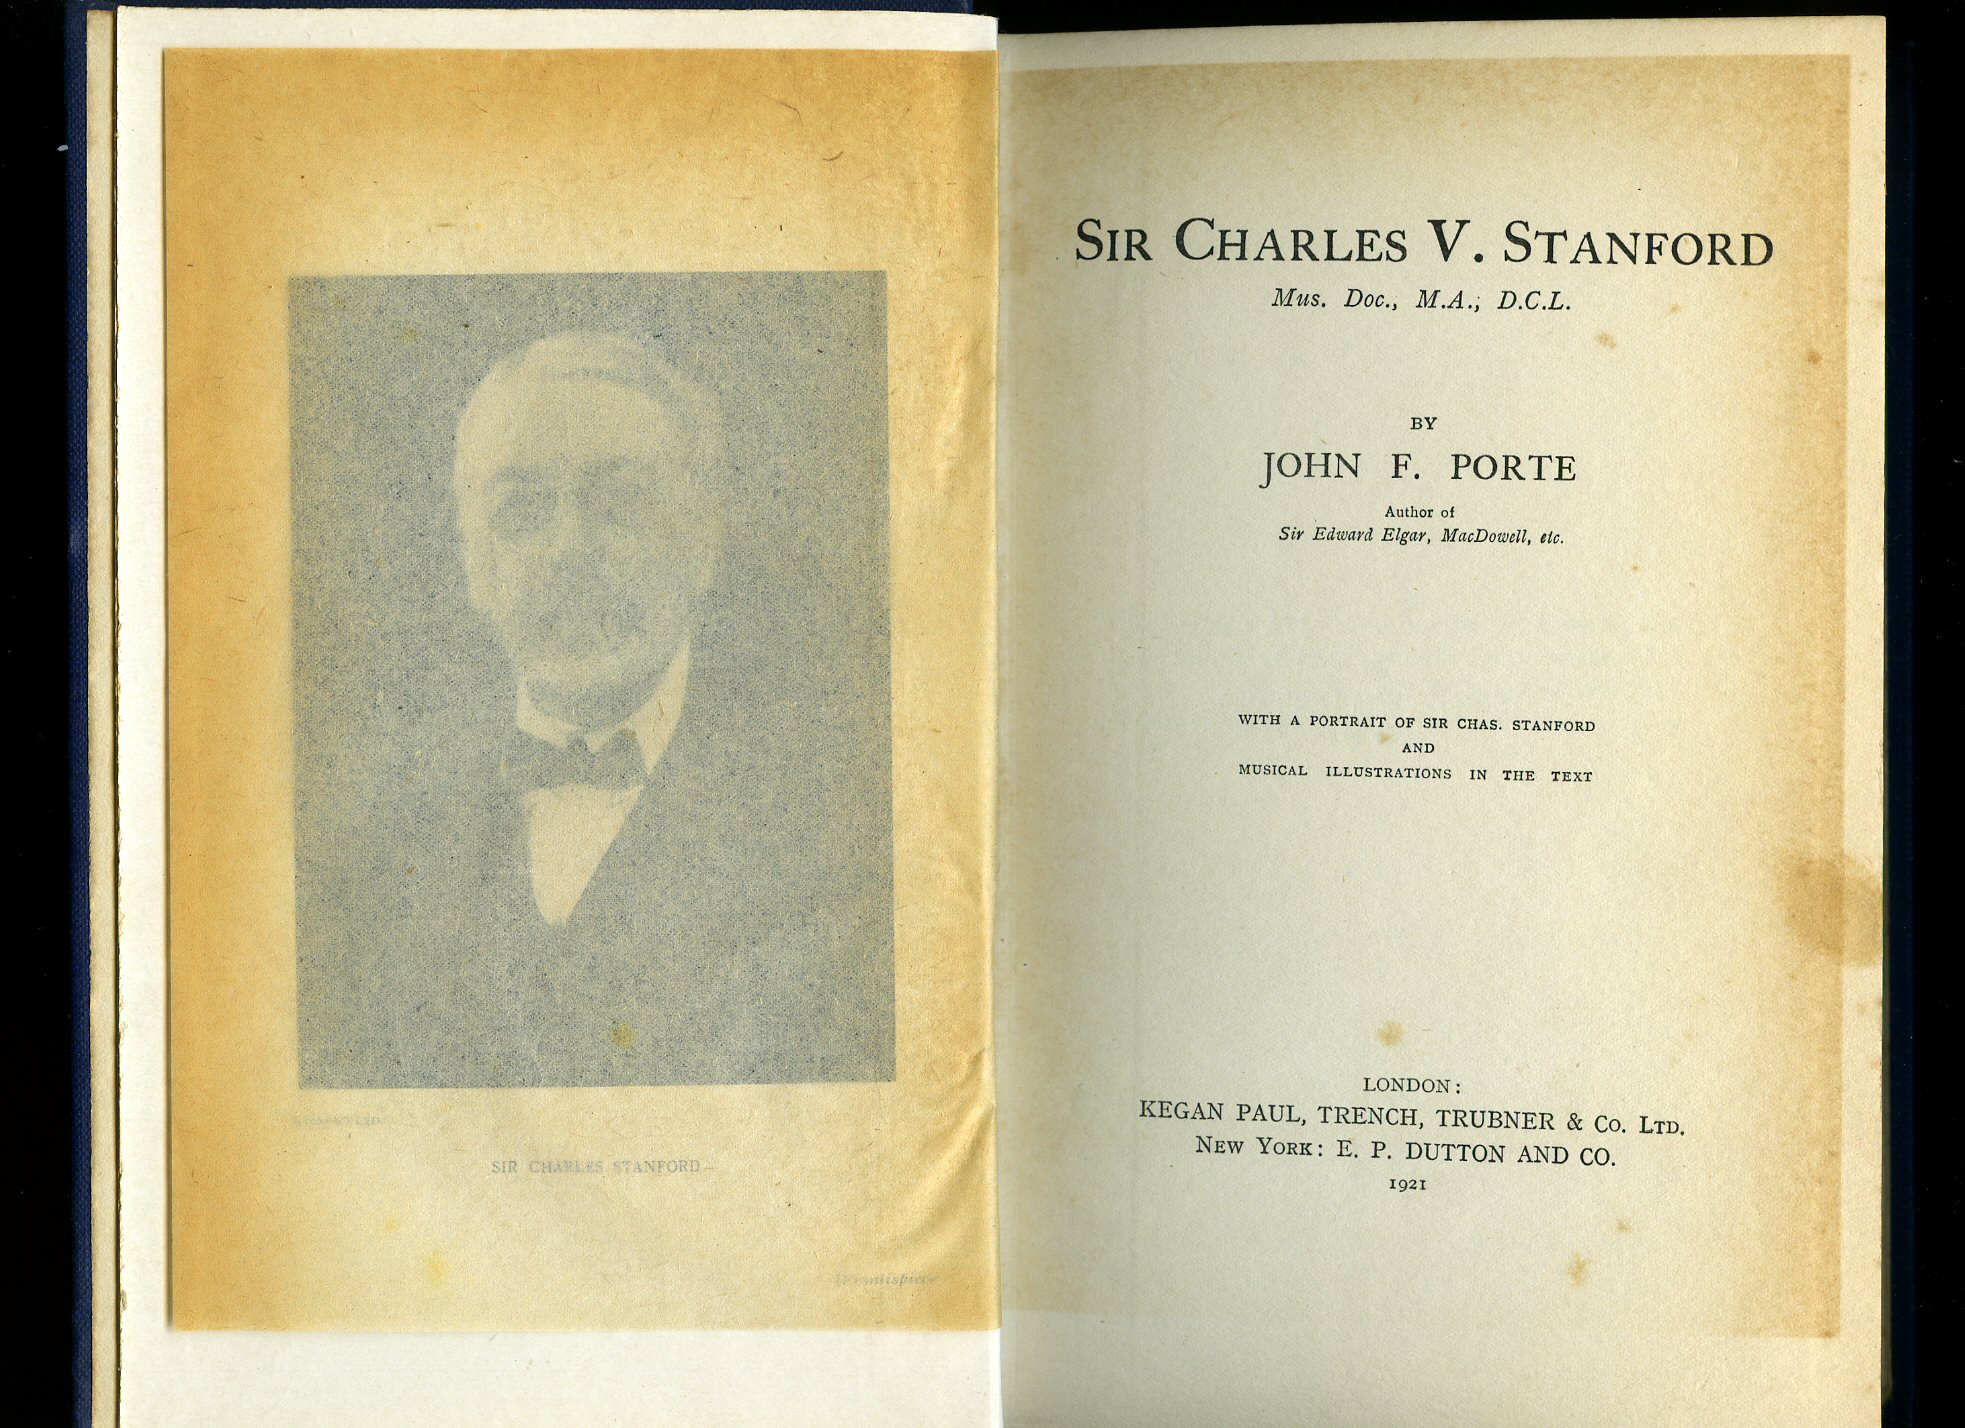 SIR CHARLES STANFORD
[Frontispiece
SIR CHARLES V. STANFORD
Mus. Doc., M.A.; D.C.L.
BY
JOHN F. PORTE
Author of
Sir Edward Elgar, MacDowell, etc.
WITH A PORTRAIT OF SIR CHAS. STANFORD
AND
MUSICAL ILLUSTRATIONS IN THE TEXT
LONDON:
KEGAN PAUL, TRENCH, TRUBNER & Co. LTD.
NEW YORK: E. P. DUTTON AND CO.
1921